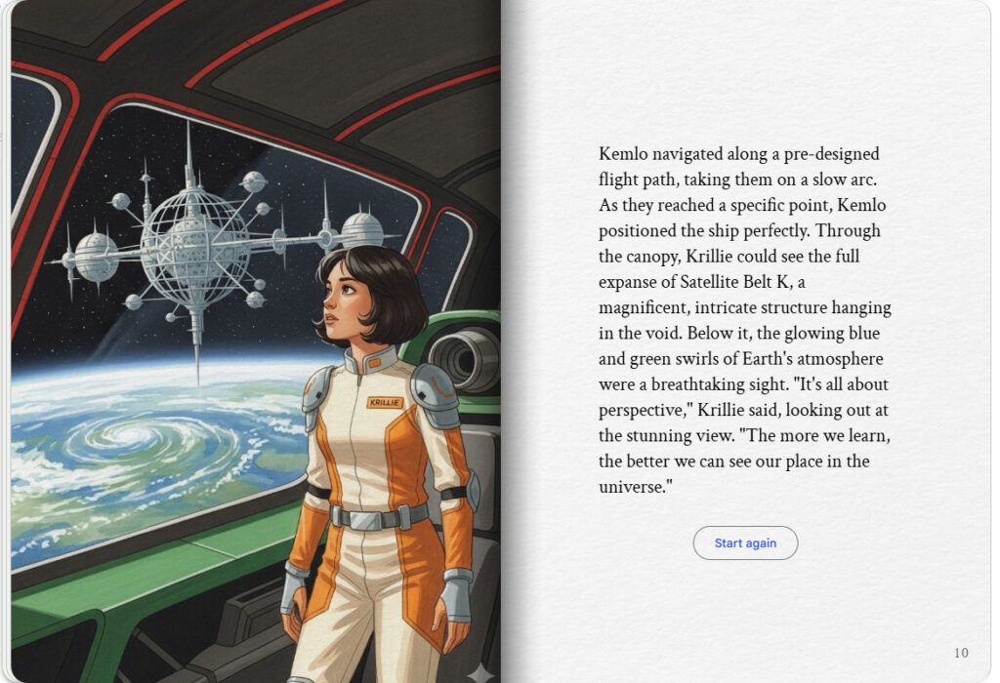 KRILLIE
Kemlo navigated along a pre-designed
flight path, taking them on a slow arc.
As they reached a specific point, Kemlo
positioned the ship perfectly. Through
the canopy, Krillie could see the full
expanse of Satellite Belt K, a
magnificent, intricate structure hanging
in the void. Below it, the glowing blue
and green swirls of Earth's atmosphere
were a breathtaking sight. "It's all about
perspective," Krillie said, looking out at
the stunning view. "The more we learn,
the better we can see our place in the
universe."
Start again
10